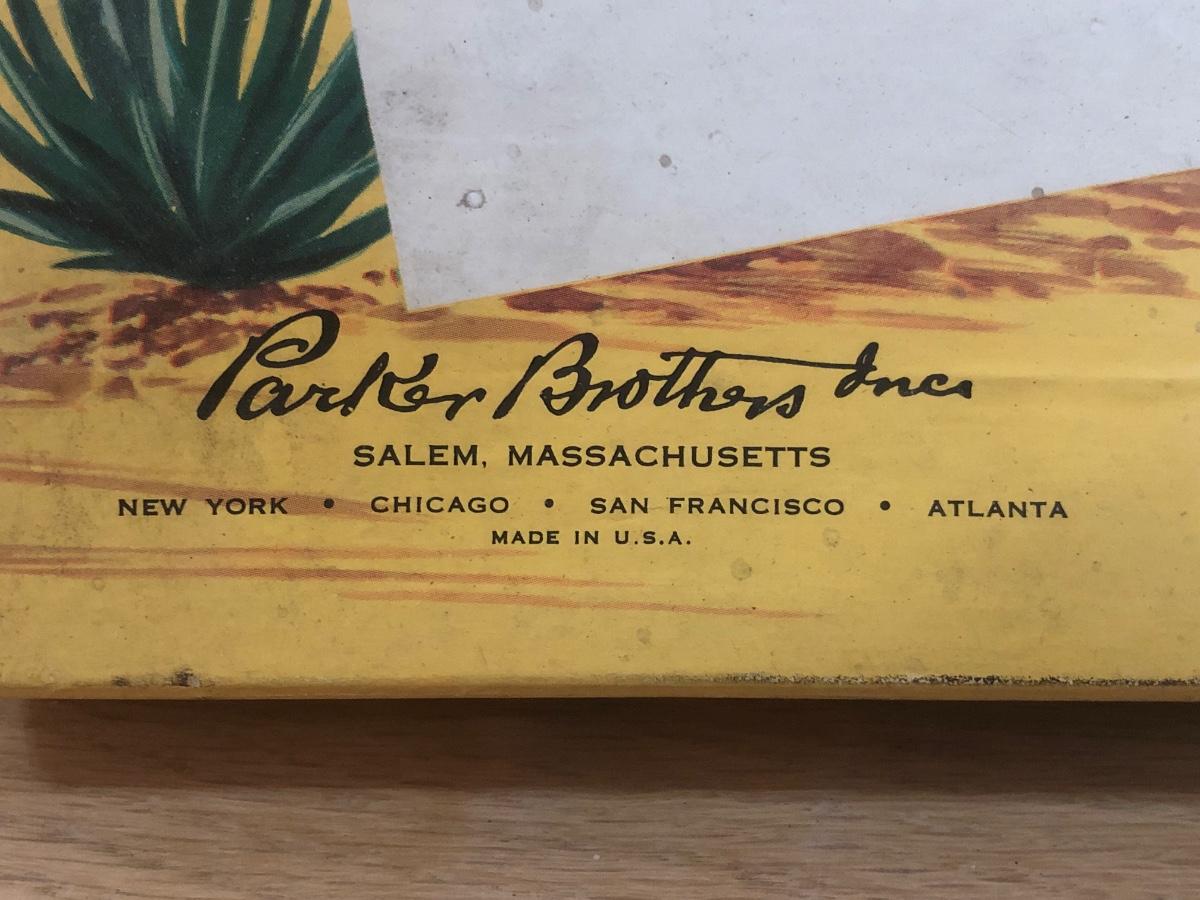 Parker Brothers Inc.
SALEM, MASSACHUSETTS
NEW YORK • CHICAGO • SAN FRANCISCO • ATLANTA
MADE IN U.S.A.